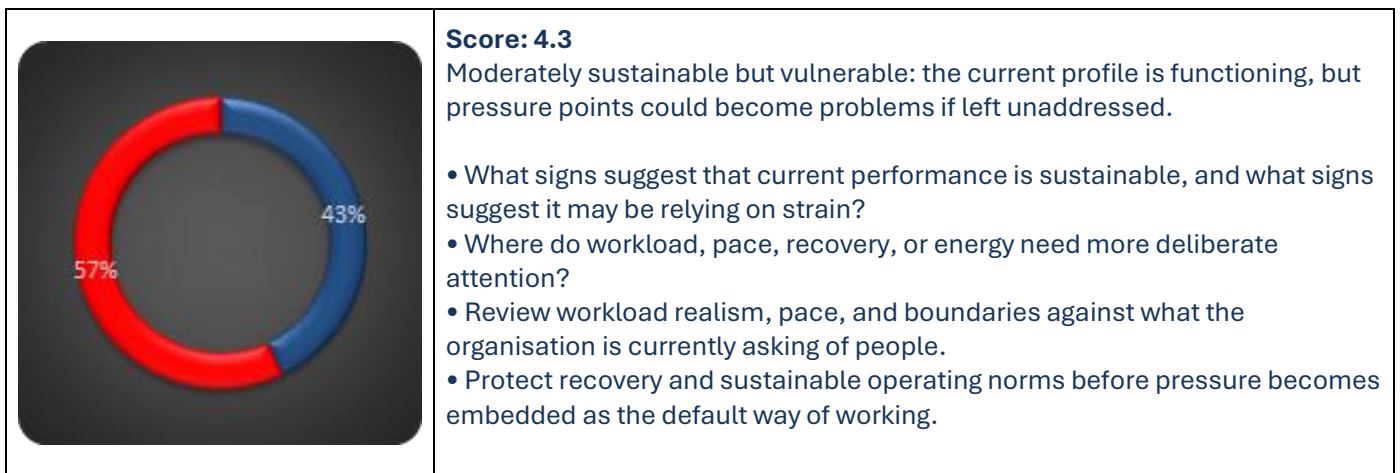 43%
57%
Score: 4.3
Moderately sustainable but vulnerable: the current profile is functioning, but
pressure points could become problems if left unaddressed.
• What signs suggest that current performance is sustainable, and what signs
suggest it may be relying on strain?
• Where do workload, pace, recovery, or energy need more deliberate
attention?
• Review workload realism, pace, and boundaries against what the
organisation is currently asking of people.
• Protect recovery and sustainable operating norms before pressure becomes
embedded as the default way of working.